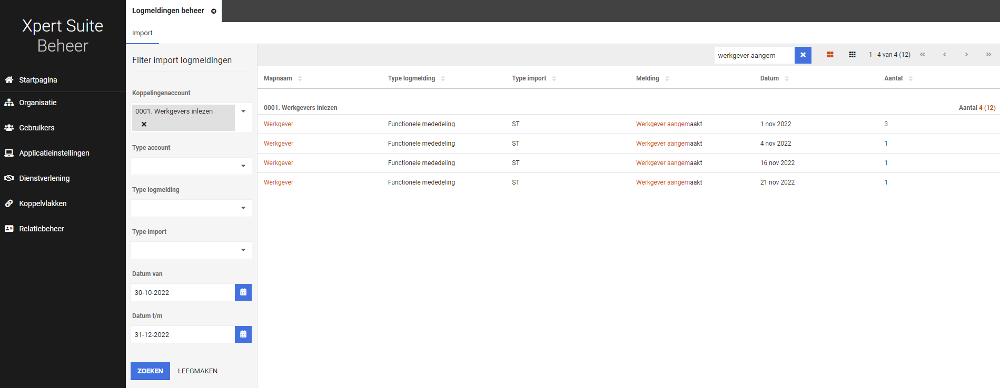 Xpert Suite
Beheer
Startpagina
Organisatie
Gebruikers
Applicatieinstellingen
Dienstverlening
Koppelvlakken
Relatiebeheer
Logmeldingen beheer
Import
Filter import logmeldingen
Koppelingenaccount
0001. Werkgevers inlezen
Type account
Type logmelding
Type import
Datum van
30-10-2022
Datum t/m
31-12-2022
ZOEKEN LEEGMAKEN
werkgever aangem 1 - 4 van 4 (12)
Mapnaam Type logmelding Type import Melding Datum Aantal
0001. Werkgevers inlezen Aantal 4 (12)
Werkgever Functionele mededeling ST Werkgever aangemaakt 1 nov 2022 3
Werkgever Functionele mededeling ST Werkgever aangemaakt 4 nov 2022 1
Werkgever Functionele mededeling ST Werkgever aangemaakt 16 nov 2022 1
Werkgever Functionele mededeling ST Werkgever aangemaakt 21 nov 2022 1